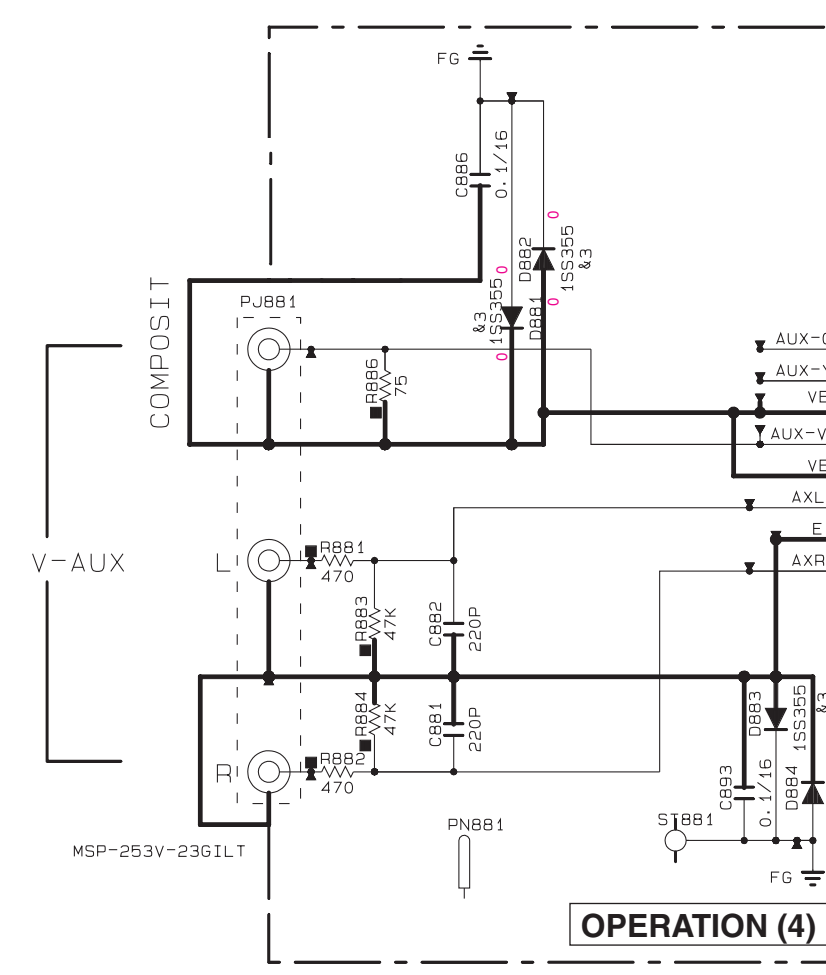 FG
C886
0.1/16
0
D882
1SS355
&3
0
0
&3
1SS355
D881
0
COMPOSIT
PJ881
R886
75
AUX-
AUX-
VE
AUX-V
VE
AXL
E
AXR
V-AUX
L
R881
470
R883
47K
C882
220P
R884
47K
C881
220P
R
R882
470
D883
1SS355
&3
C893
0.1/16
D884
ST881
FG
PN881
MSP-253V-23GILT
OPERATION (4)